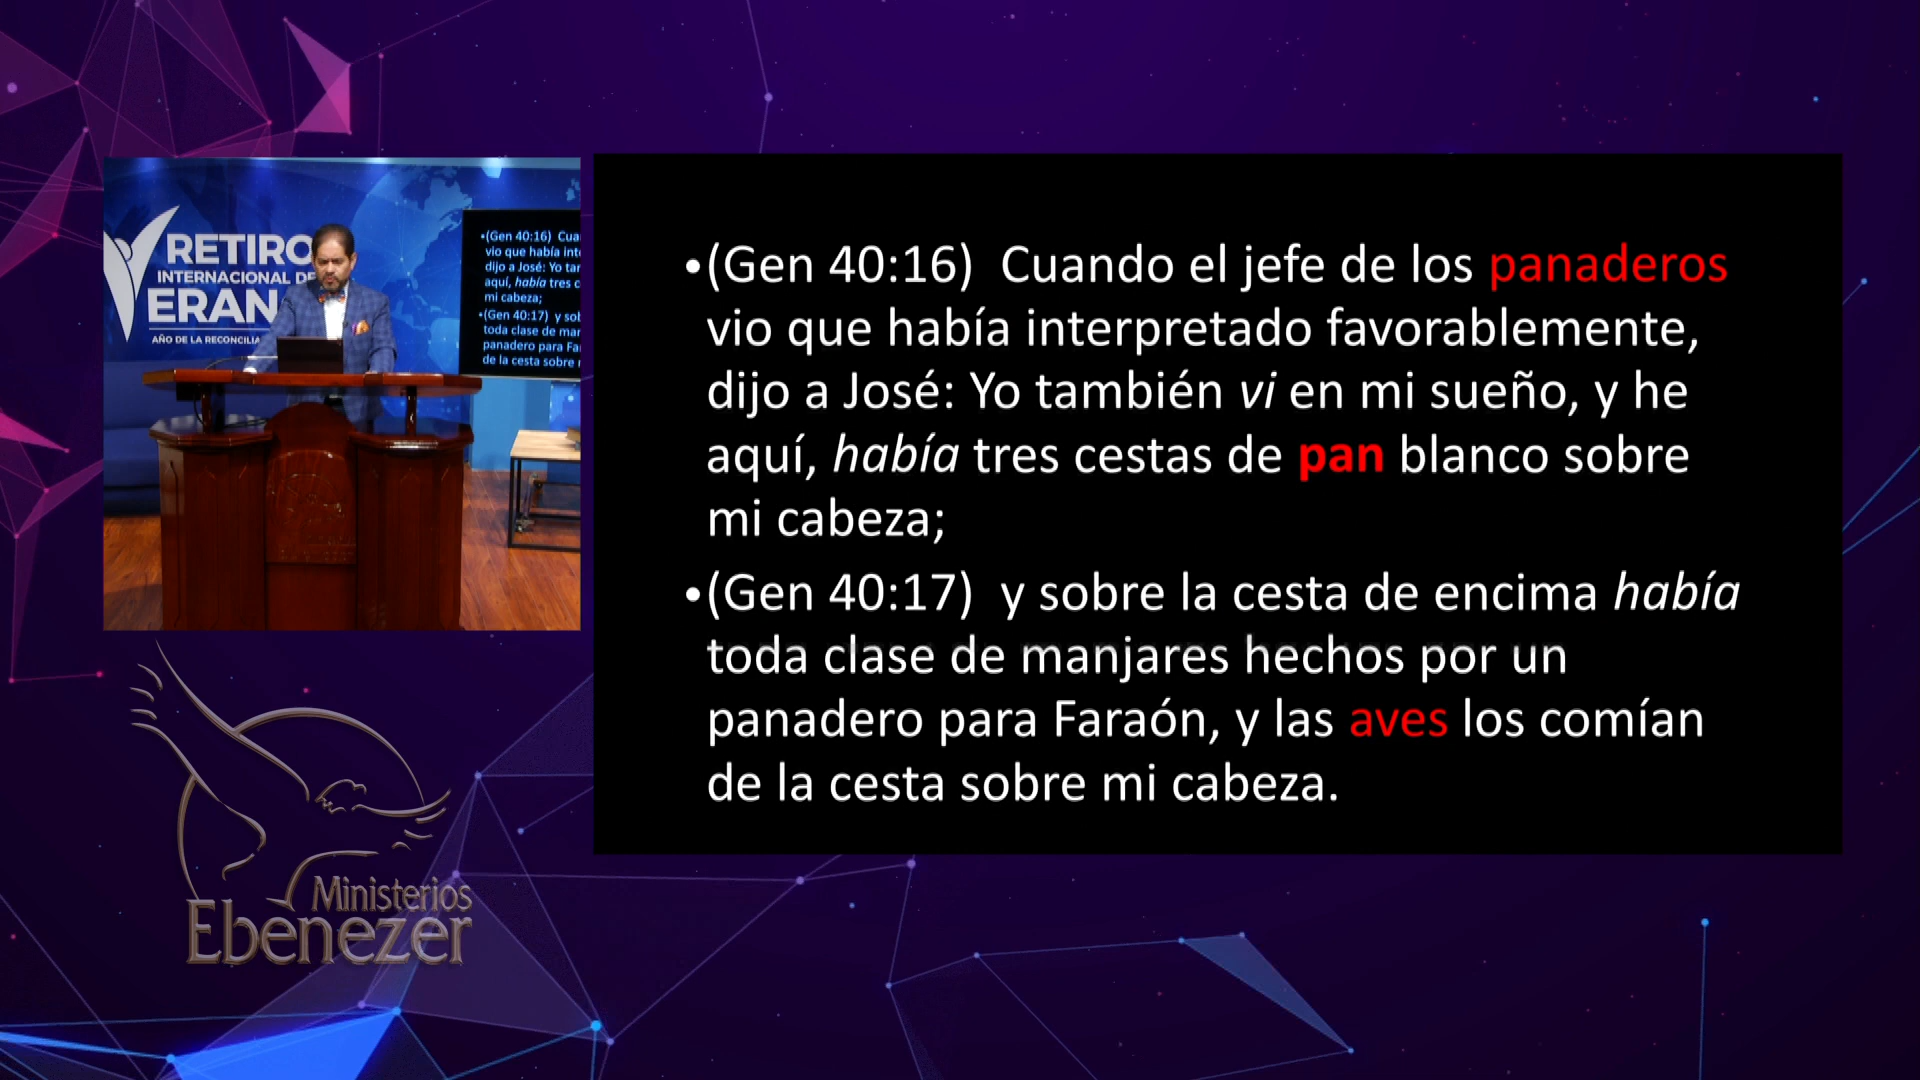 RETIRO
INTERNACIONAL DE
ERAN
AÑO DE LA RECONCILIA
•(Gen 40:16) Cua
vio que había int
dijo a José: Yo tar
aquí, había tres c
mi cabeza;
•(Gen 40:17) y sob
toda clase de mar
panadero para Fa
de la cesta sobre
•(Gen 40:16) Cuando el jefe de los panaderos
vio que había interpretado favorablemente,
dijo a José: Yo también vi en mi sueño, y he
aquí, había tres cestas de pan blanco sobre
mi cabeza;
•(Gen 40:17) y sobre la cesta de encima había
toda clase de manjares hechos por un
panadero para Faraón, y las aves los comían
de la cesta sobre mi cabeza.
Ministerios
Ebenezer